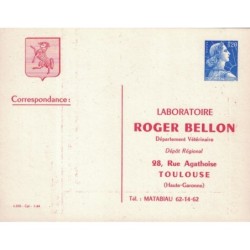 Correspondance :
LABORATOIRE
ROGER BELLON
Département Vétérinaire
Dépôt Régional
28, Rue Agathoise
TOULOUSE
(Haute-Garonne)
Tél. : MATABIAU 62-14-62